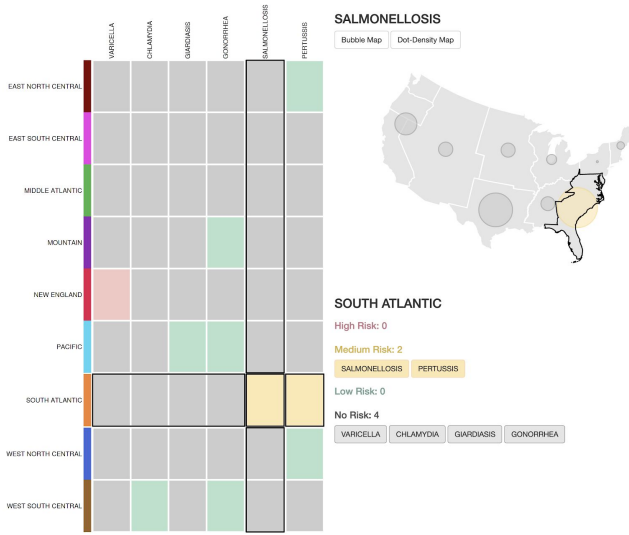 VARICELLA
CHLAMYDIA
GIARDIASIS
GONORRHEA
SALMONELLOSIS
PERTUSSIS
EAST NORTH CENTRAL
EAST SOUTH CENTRAL
MIDDLE ATLANTIC
MOUNTAIN
NEW ENGLAND
PACIFIC
SOUTH ATLANTIC
WEST NORTH CENTRAL
WEST SOUTH CENTRAL
SALMONELLOSIS
Bubble Map Dot-Density Map
SOUTH ATLANTIC
High Risk: 0
Medium Risk: 2
SALMONELLOSIS PERTUSSIS
Low Risk: 0
No Risk: 4
VARICELLA CHLAMYDIA GIARDIASIS GONORRHEA